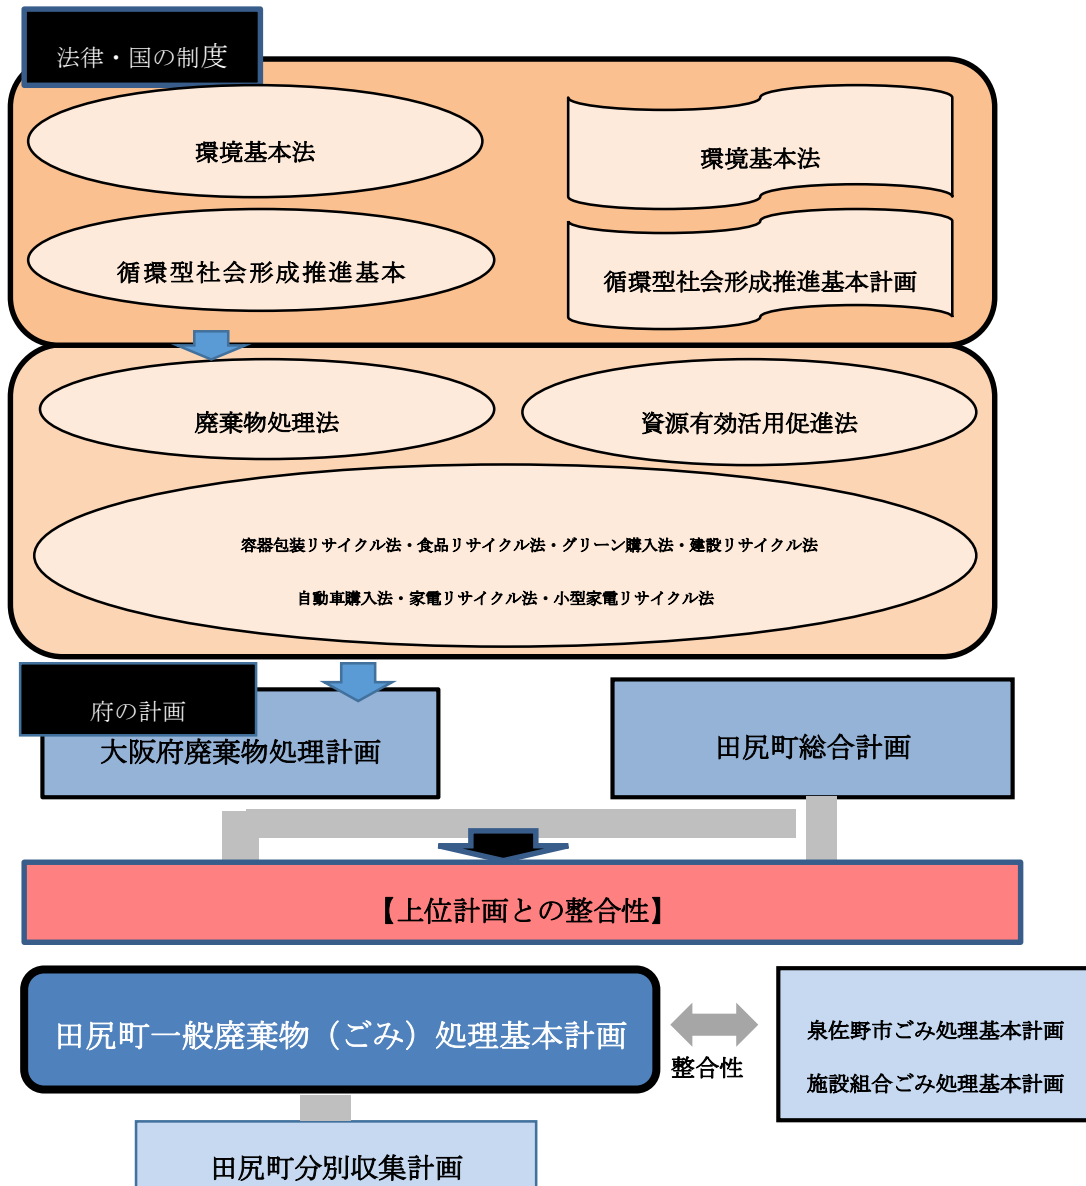 法律・国の制度
環境基本法
環境基本法
循環型社会形成推進基本
循環型社会形成推進基本計画
廃棄物処理法
資源有効活用促進法
容器包装リサイクル法・食品リサイクル法・グリーン購入法・建設リサイクル法
自動車購入法・家電リサイクル法・小型家電リサイクル法
府の計画
大阪府廃棄物処理計画
田尻町総合計画
【上位計画との整合性】
田尻町一般廃棄物（ごみ）処理基本計画
整合性
泉佐野市ごみ処理基本計画
施設組合ごみ処理基本計画
田尻町分別収集計画